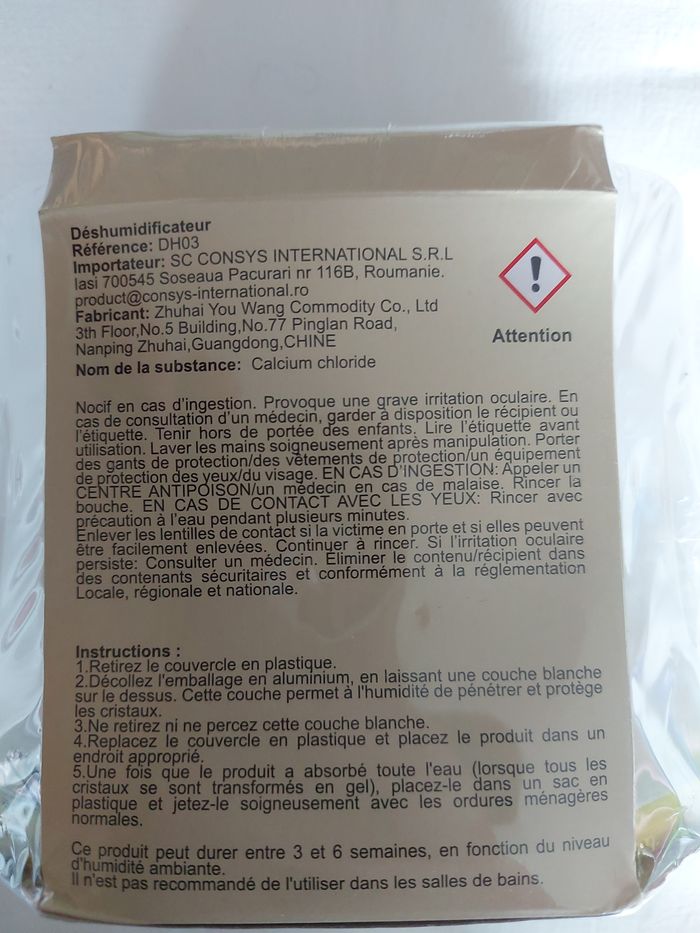 Déshumidificateur
Référence: DH03
Importateur: SC CONSYS INTERNATIONAL S.R.L
Iasi 700545 Soseaua Pacurari nr 116B, Roumanie.
product@consys-international.ro
Fabricant: Zhuhai You Wang Commodity Co., Ltd
3th Floor,No.5 Building,No.77 Pinglan Road,
Nanping Zhuhai,Guangdong,CHINE
Nom de la substance: Calcium chloride
Attention
Nocif en cas d'ingestion. Provoque une grave irritation oculaire. En
cas de consultation d'un médecin, garder à disposition le récipient ou
l'étiquette. Tenir hors de portée des enfants. Lire l'étiquette avant
utilisation. Laver les mains soigneusement après manipulation. Porter
des gants de protection/des vêtements de protection/un équipement
de protection des yeux/du visage. EN CAS D'INGESTION: Appeler un
CENTRE ANTIPOISON/un médecin en cas de malaise. Rincer la
bouche. EN CAS DE CONTACT AVEC LES YEUX: Rincer avec
précaution à l'eau pendant plusieurs minutes.
Enlever les lentilles de contact si la victime en porte et si elles peuvent
être facilement enlevées. Continuer à rincer. Si l'irritation oculaire
persiste: Consulter un médecin. Eliminer le contenu/récipient dans
des contenants sécuritaires et conformément à la réglementation
Locale, régionale et nationale.
Instructions :
1.Retirez le couvercle en plastique.
2.Décollez l'emballage en aluminium, en laissant une couche blanche
sur le dessus. Cette couche permet à l'humidité de pénétrer et protège
les cristaux.
3.Ne retirez ni ne percez cette couche blanche.
4.Replacez le couvercle en plastique et placez le produit dans un
endroit approprié.
5.Une fois que le produit a absorbé toute l'eau (lorsque tous les
cristaux se sont transformés en gel), placez-le dans un sac en
plastique et jetez-le soigneusement avec les ordures ménagères
normales.
Ce produit peut durer entre 3 et 6 semaines, en fonction du niveau
d'humidité ambiante.
Il n'est pas recommandé de l'utiliser dans les salles de bains.